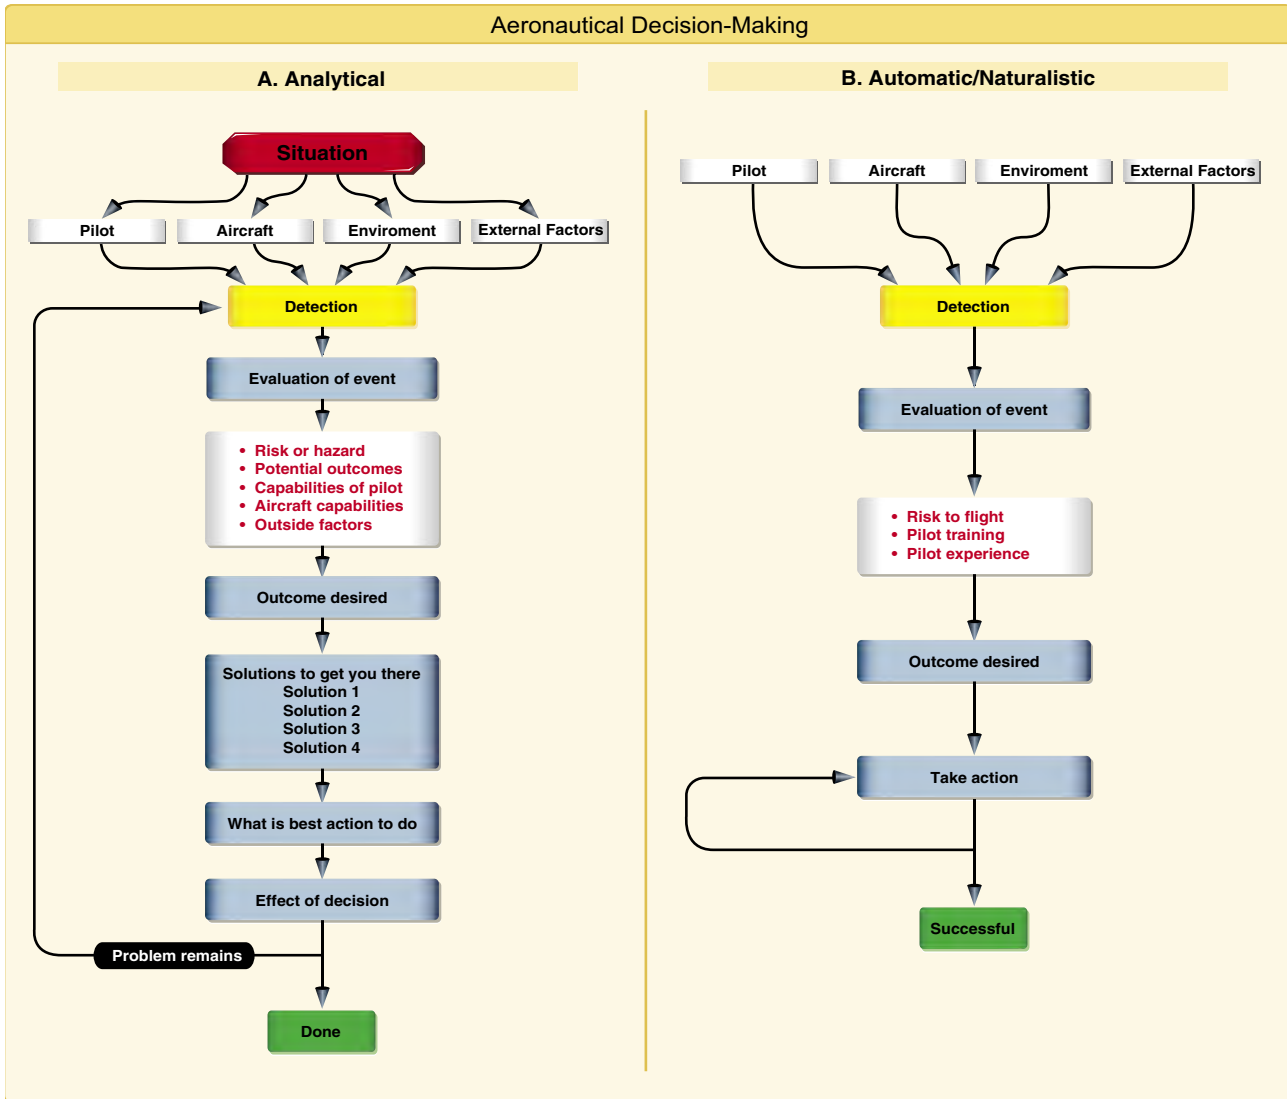 Aeronautical Decision-Making
A. Analytical
Situation
Pilot
Aircraft
Enviroment
External Factors
Detection
Evaluation of event
• Risk or hazard
• Potential outcomes
• Capabilities of pilot
• Aircraft capabilities
• Outside factors
Outcome desired
Solutions to get you there
Solution 1
Solution 2
Solution 3
Solution 4
What is best action to do
Effect of decision
Problem remains
Done
B. Automatic/Naturalistic
Pilot
Aircraft
Enviroment
External Factors
Detection
Evaluation of event
• Risk to flight
• Pilot training
• Pilot experience
Outcome desired
Take action
Successful